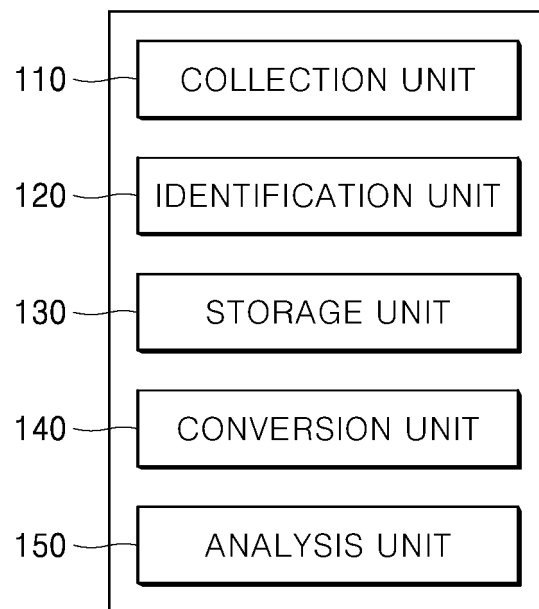 110 COLLECTION UNIT
120 IDENTIFICATION UNIT
130 STORAGE UNIT
140 CONVERSION UNIT
150 ANALYSIS UNIT